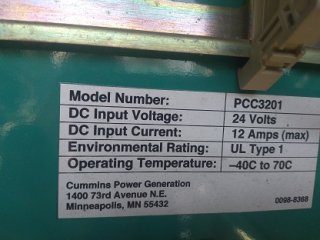 Model Number: PCC3201
DC Input Voltage: 24 Volts
DC Input Current: 12 Amps (max)
Environmental Rating: UL Type 1
Operating Temperature: –40C to 70C
Cummins Power Generation
1400 73rd Avenue N.E.
Minneapolis, MN 55432 0098-8368